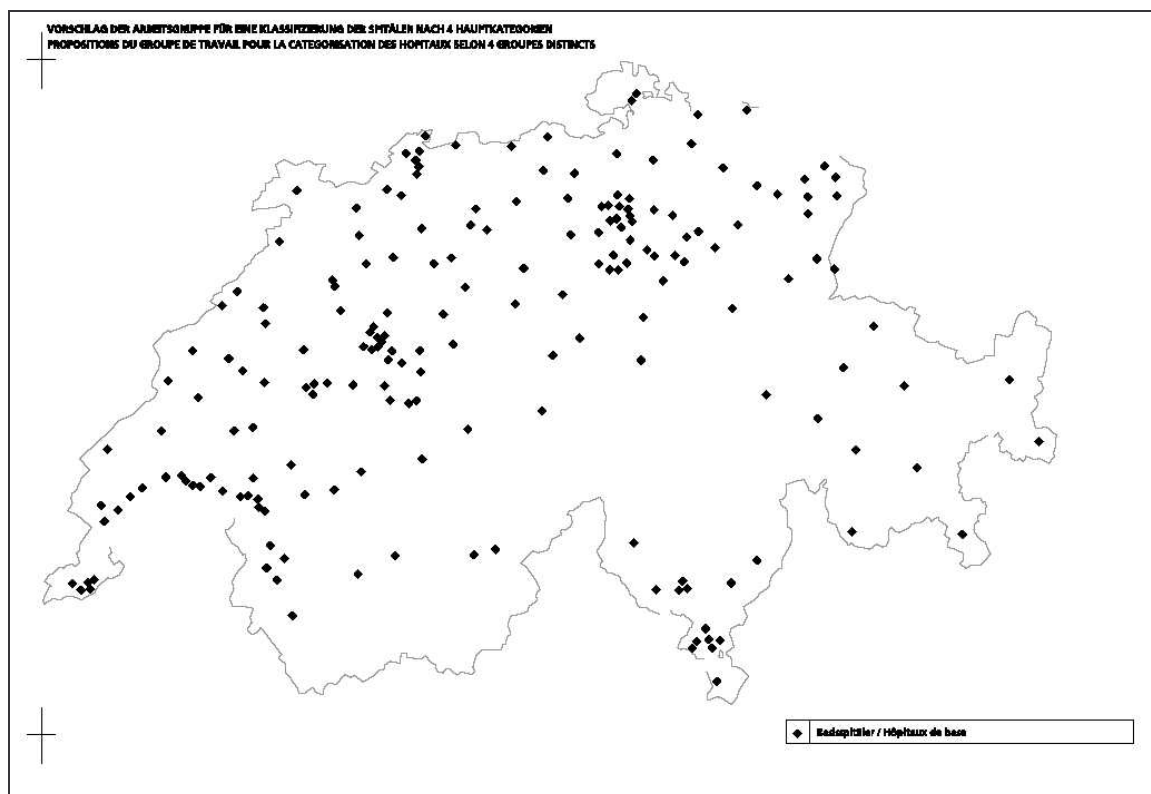 VORSCHLAG DER ARBEITSGRUPPE FÜR EINE KLASSIFIZIERUNG DER SPITÄLER NACH 4 HAUPTKATEGORIEN
PROPOSITIONS DU GROUPE DE TRAVAIL POUR LA CATEGORISATION DES HOPITAUX SELON 4 GROUPES DISTINCTS
Basisspitäler / Hôpitaux de base